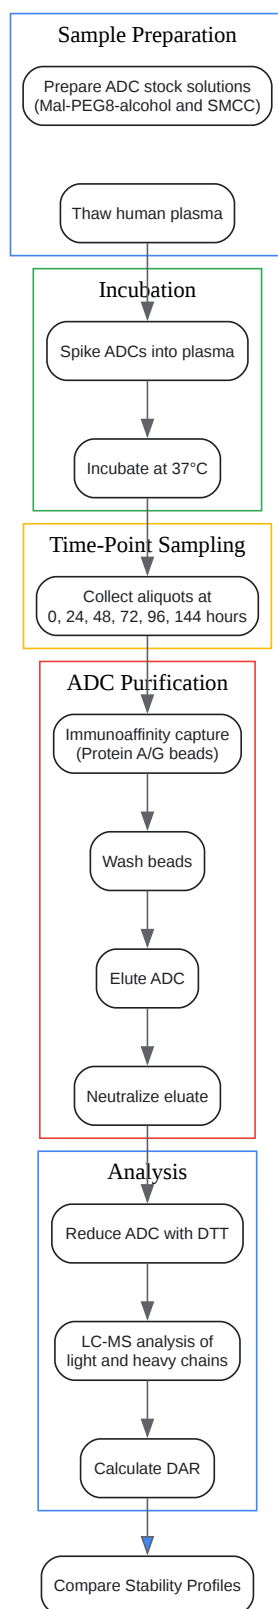 Sample Preparation
Prepare ADC stock solutions
(Mal-PEG8-alcohol and SMCC)
Thaw human plasma
Incubation
Spike ADCs into plasma
Incubate at 37°C
Time-Point Sampling
Collect aliquots at
0, 24, 48, 72, 96, 144 hours
ADC Purification
Immunoaffinity capture
(Protein A/G beads)
Wash beads
Elute ADC
Neutralize eluate
Analysis
Reduce ADC with DTT
LC-MS analysis of
light and heavy chains
Calculate DAR
Compare Stability Profiles